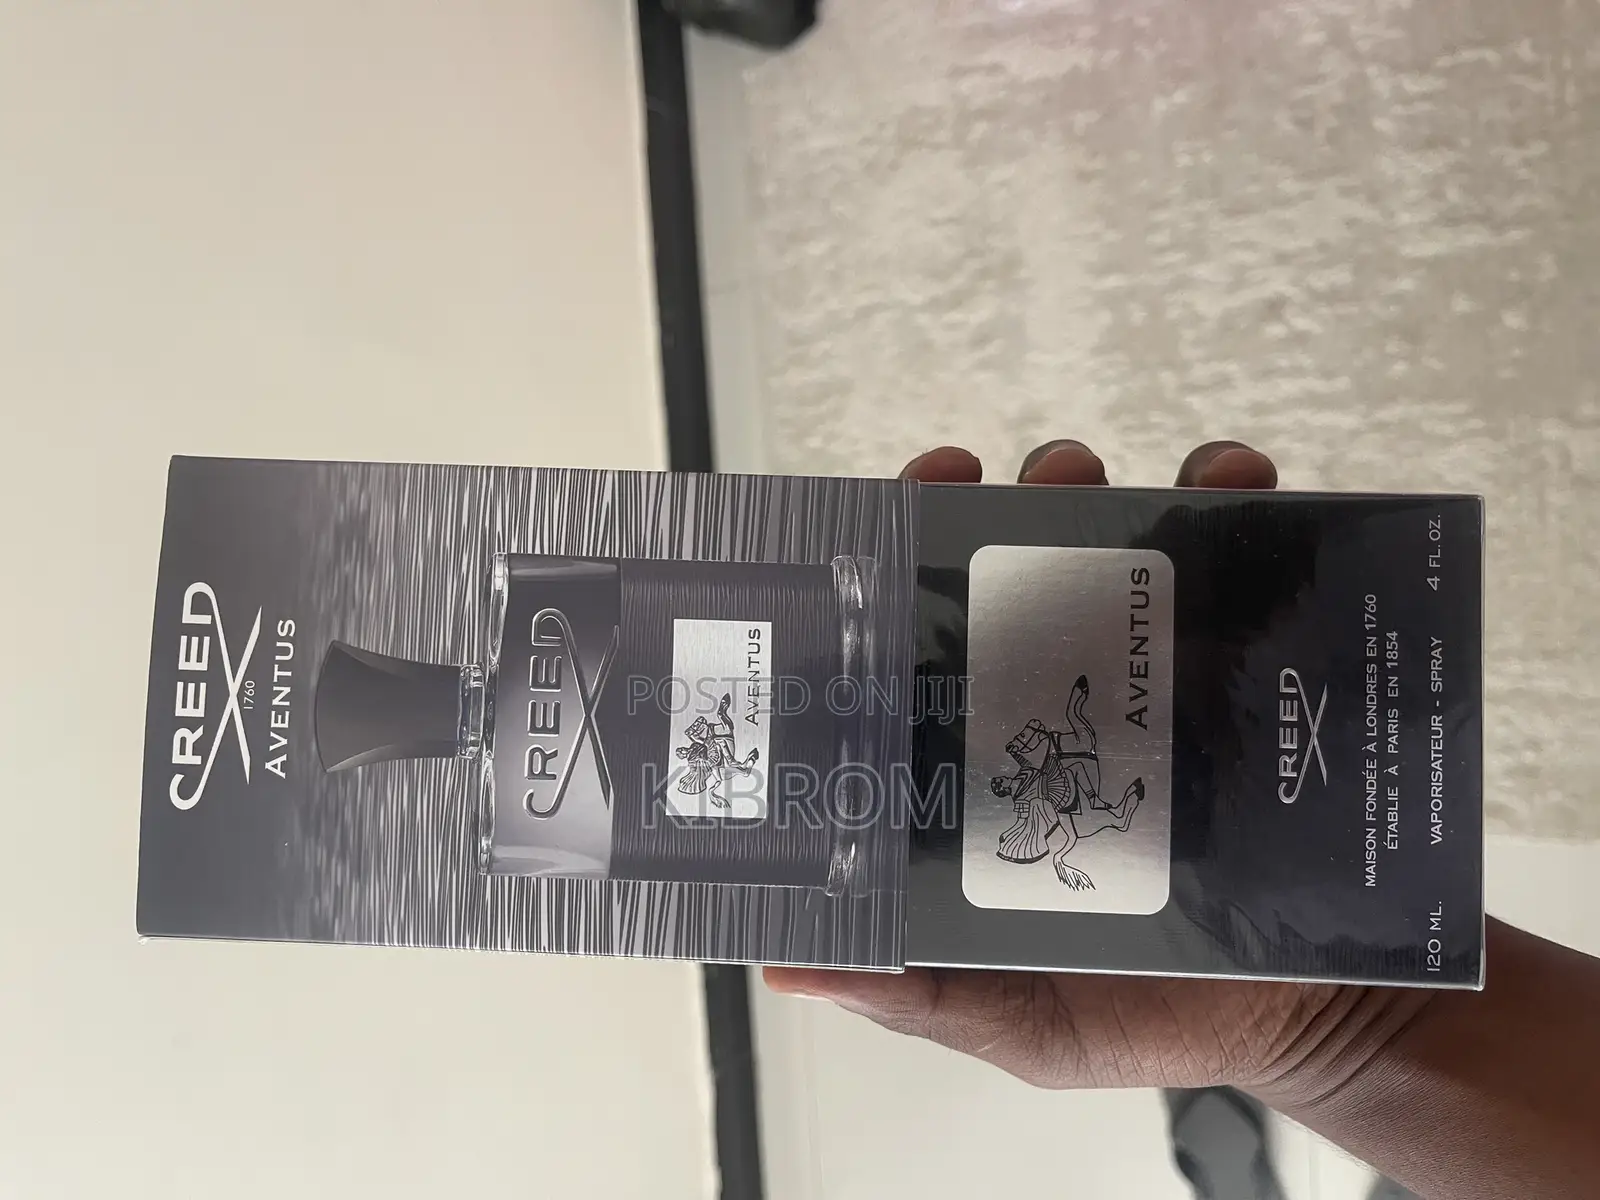 CREED
1760
AVENTUS
CREED
AVENTUS
AVENTUS
CREED
MAISON FONDÉE À LONDRES EN 1760
ÉTABLIE À PARIS EN 1854
120 ML. VAPORISATEUR - SPRAY 4 FL.OZ.
POSTED ON JIJI
KIBROM